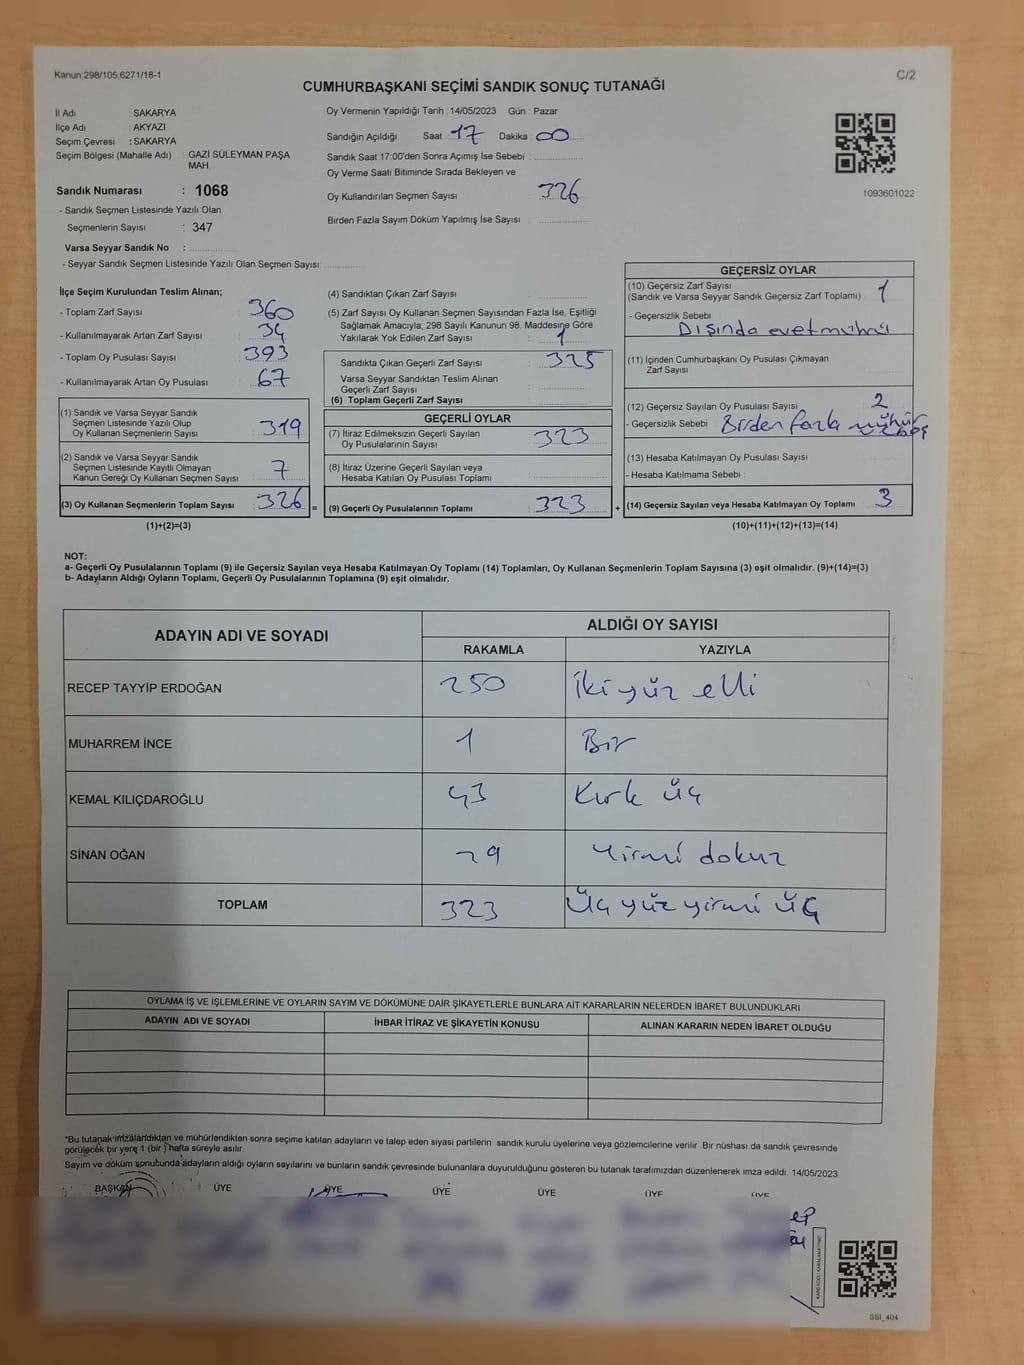 Kanun;298/105;6271/18-1
C/2
CUMHURBAŞKANI SEÇİMİ SANDIK SONUÇ TUTANAĞI
İl Adı : SAKARYA
İlçe Adı : AKYAZI
Seçim Çevresi : SAKARYA
Seçim Bölgesi (Mahalle Adı) : GAZİ SÜLEYMAN PAŞA
MAH.
Sandık Numarası : 1068
- Sandık Seçmen Listesinde Yazılı Olan
Seçmenlerin Sayısı : 347
Varsa Seyyar Sandık No :
- Seyyar Sandık Seçmen Listesinde Yazılı Olan Seçmen Sayısı:
Oy Vermenin Yapıldığı Tarih : 14/05/2023 Gün : Pazar
Sandığın Açıldığı Saat : 17 Dakika 00
Sandık Saat 17:00'den Sonra Açımış İse Sebebi :
Oy Verme Saati Bitiminde Sırada Bekleyen ve
Oy Kullandırılan Seçmen Sayısı : 326
Birden Fazla Sayım Döküm Yapılmış İse Sayısı :
1093601022
İlçe Seçim Kurulundan Teslim Alınan;
- Toplam Zarf Sayısı : 360
- Kullanılmayarak Artan Zarf Sayısı : 34
- Toplam Oy Pusulası Sayısı : 393
- Kullanılmayarak Artan Oy Pusulası : 67
(1) Sandık ve Varsa Seyyar Sandık
Seçmen Listesinde Yazılı Olup
Oy Kullanan Seçmenlerin Sayısı : 319
(2) Sandık ve Varsa Seyyar Sandık
Seçmen Listesinde Kayıtlı Olmayan
Kanun Gereği Oy Kullanan Seçmen Sayısı : 7
(3) Oy Kullanan Seçmenlerin Toplam Sayısı : 326
(1)+(2)=(3)
(4) Sandıktan Çıkan Zarf Sayısı :
(5) Sandıkta Oy Kullanan Seçmen Sayısından Fazla İse, Eşitliği
Sağlamak Amacıyla; 298 Sayılı Kanunun 98. Maddesine Göre
Yakılarak Yok Edilen Zarf Sayısı : 1
Sandıkta Çıkan Geçerli Zarf Sayısı : 325
Varsa Seyyar Sandıktan Teslim Alınan
Geçerli Zarf Sayısı :
(6) Toplam Geçerli Zarf Sayısı :
GEÇERLİ OYLAR
(7) İtiraz Edilmeksizin Geçerli Sayılan
Oy Pusulalarının Sayısı : 323
(8) İtiraz Üzerine Geçerli Sayılan veya
Hesaba Katılan Oy Pusulası Toplamı :
= (9) Geçerli Oy Pusulalarının Toplamı : 323 +
GEÇERSİZ OYLAR
(10) Geçersiz Zarf Sayısı : 1
(Sandık ve Varsa Seyyar Sandık Geçersiz Zarf Toplamı)
- Geçersizlik Sebebi :
Dışında evet mührü
(11) İçinden Cumhurbaşkanı Oy Pusulası Çıkmayan
Zarf Sayısı :
(12) Geçersiz Sayılan Oy Pusulası Sayısı : 2
- Geçersizlik Sebebi : Birden fazla mühür
(13) Hesaba Katılmayan Oy Pusulası Sayısı :
- Hesaba Katılmama Sebebi :
(14) Geçersiz Sayılan veya Hesaba Katılmayan Oy Toplamı : 3
(10)+(11)+(12)+(13)=(14)
NOT:
a- Geçerli Oy Pusulalarının Toplamı (9) ile Geçersiz Sayılan veya Hesaba Katılmayan Oy Toplamı (14) Toplamları, Oy Kullanan Seçmenlerin Toplam Sayısına (3) eşit olmalıdır. (9)+(14)=(3)
b- Adayların Aldığı Oyların Toplamı, Geçerli Oy Pusulalarının Toplamına (9) eşit olmalıdır.
ADAYIN ADI VE SOYADI
ALDIĞI OY SAYISI
RAKAMLA YAZIYLA
RECEP TAYYİP ERDOĞAN 250 İki yüz elli
MUHARREM İNCE 1 Bir
KEMAL KILIÇDAROĞLU 43 Kırk üç
SİNAN OĞAN 29 Yirmi dokuz
TOPLAM 323 Üç yüz yirmi üç
OYLAMA İŞ VE İŞLEMLERİNE VE OYLARIN SAYIM VE DÖKÜMÜNE DAİR ŞİKAYETLERLE BUNLARA AİT KARARLARIN NELERDEN İBARET BULUNDUKLARI
ADAYIN ADI VE SOYADI İHBAR İTİRAZ VE ŞİKAYETİN KONUSU ALINAN KARARIN NEDEN İBARET OLDUĞU
*Bu tutanak imzalandıktan ve mühürlendikten sonra seçime katılan adayların ve talep eden siyasi partilerin sandık kurulu üyelerine veya gözlemcilerine verilir. Bir nüshası da sandık çevresinde
görülecek bir yere 1 (bir ) hafta süreyle asılır.
Sayım ve döküm sonucunda adayların aldığı oyların sayılarını ve bunların sandık çevresinde bulunanlara duyurulduğunu gösteren bu tutanak tarafımızdan düzenlenerek imza edildi. 14/05/2023
BAŞKAN ÜYE ÜYE ÜYE ÜYE ÜYE ÜYE
SSI_404